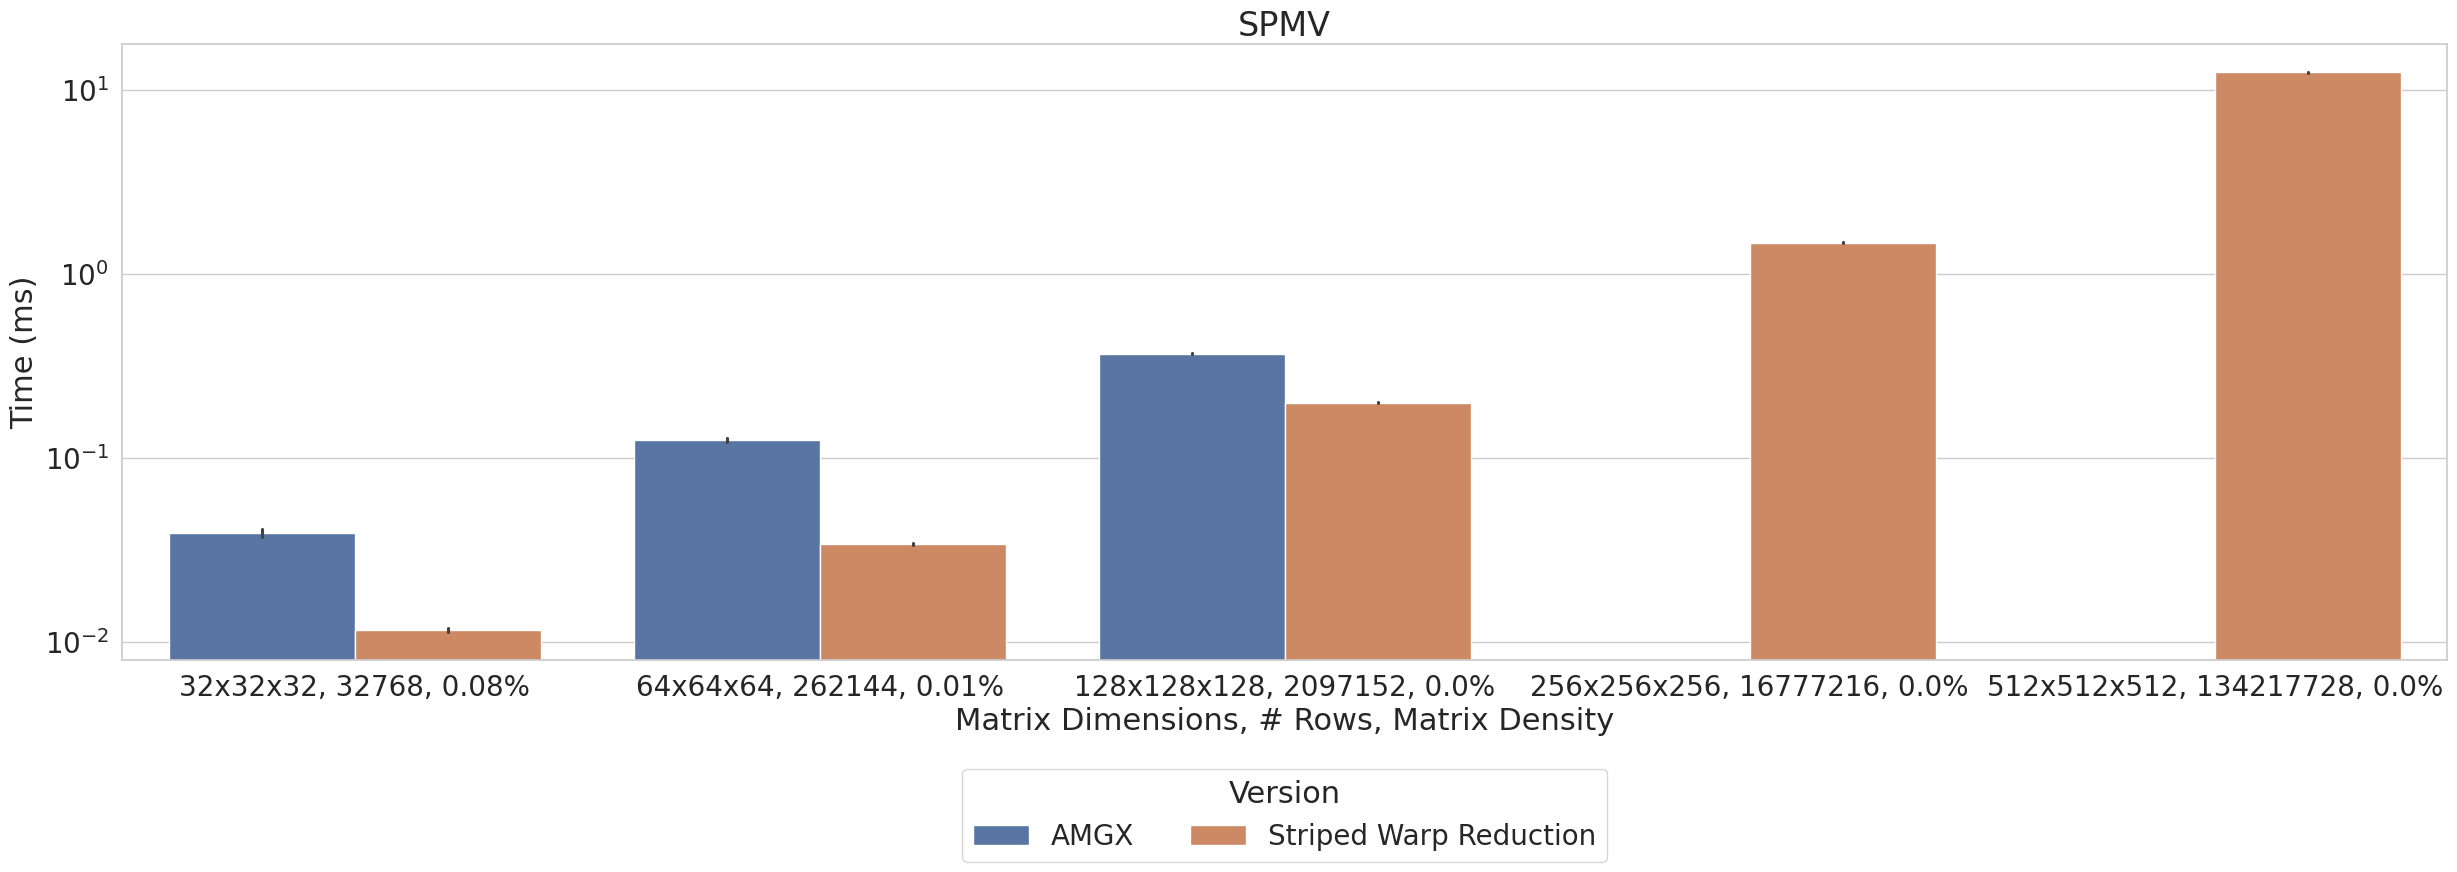 SPMV
Time (ms)
10¹
10⁰
10⁻¹
10⁻²
32x32x32, 32768, 0.08% 64x64x64, 262144, 0.01% 128x128x128, 2097152, 0.0% 256x256x256, 16777216, 0.0% 512x512x512, 134217728, 0.0%
Matrix Dimensions, # Rows, Matrix Density
Version
AMGX Striped Warp Reduction